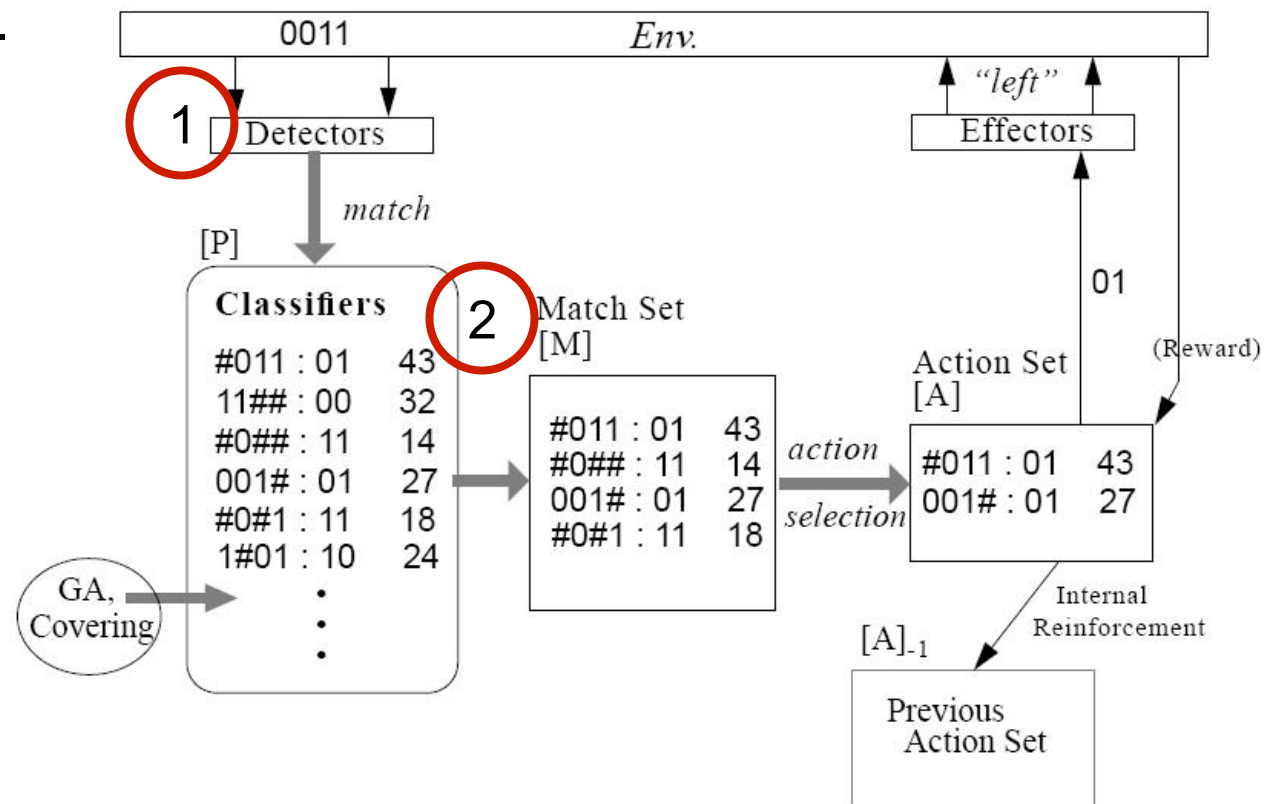 0011 Env.
1
Detectors
match
[P]
Classifiers
#011 : 01 43
11## : 00 32
#0## : 11 14
001# : 01 27
#0#1 : 11 18
1#01 : 10 24
GA,
Covering
2
Match Set
[M]
#011 : 01 43
#0## : 11 14
001# : 01 27
#0#1 : 11 18
action
selection
"left"
Effectors
01
(Reward)
Action Set
[A]
#011 : 01 43
001# : 01 27
Internal
Reinforcement
[A]-1
Previous
Action Set